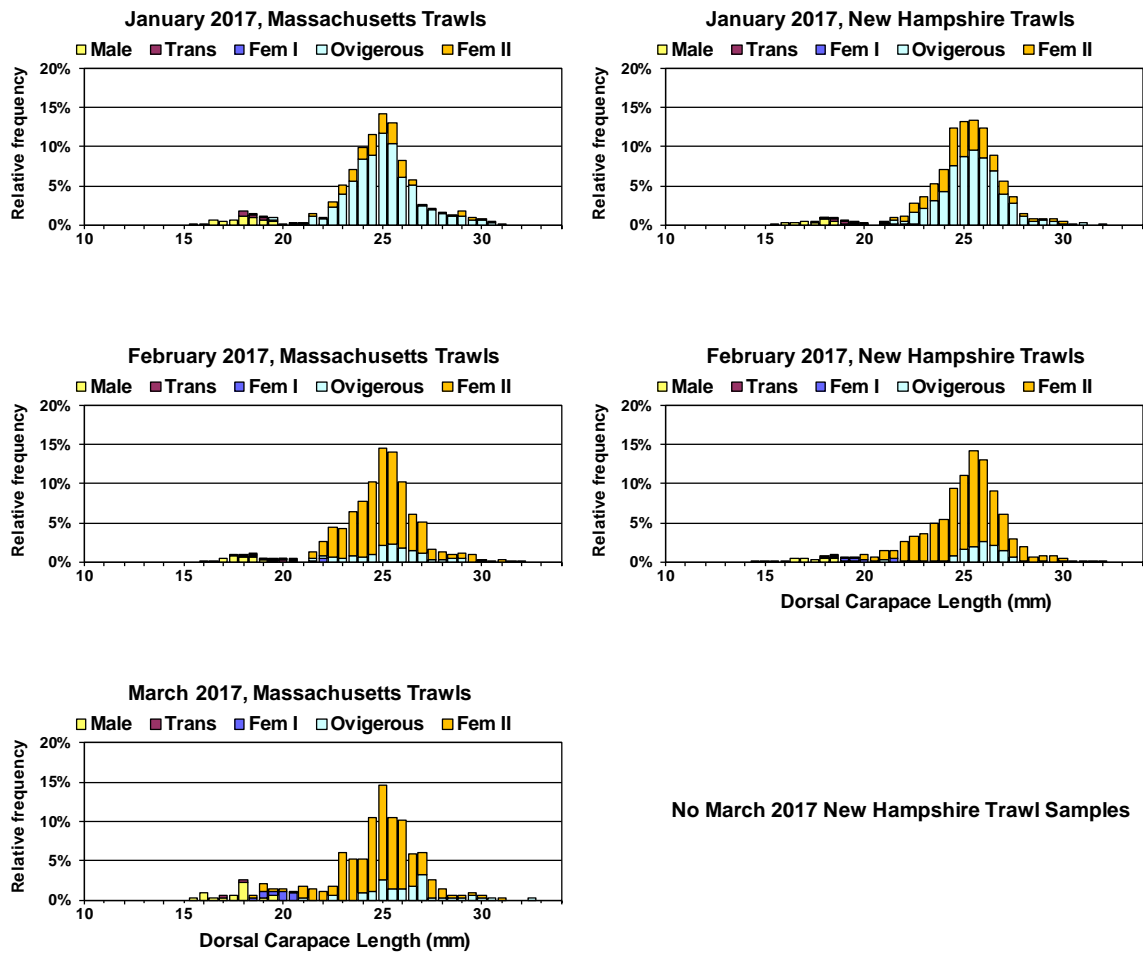 January 2017, Massachusetts Trawls
Male Trans Fem I Ovigerous Fem II
Relative frequency
20%
15%
10%
5%
0%
10 15 20 25 30
January 2017, New Hampshire Trawls
Male Trans Fem I Ovigerous Fem II
Relative frequency
20%
15%
10%
5%
0%
10 15 20 25 30
February 2017, Massachusetts Trawls
Male Trans Fem I Ovigerous Fem II
Relative frequency
20%
15%
10%
5%
0%
10 15 20 25 30
February 2017, New Hampshire Trawls
Male Trans Fem I Ovigerous Fem II
Relative frequency
20%
15%
10%
5%
0%
10 15 20 25 30
Dorsal Carapace Length (mm)
March 2017, Massachusetts Trawls
Male Trans Fem I Ovigerous Fem II
Relative frequency
20%
15%
10%
5%
0%
10 15 20 25 30
Dorsal Carapace Length (mm)
No March 2017 New Hampshire Trawl Samples